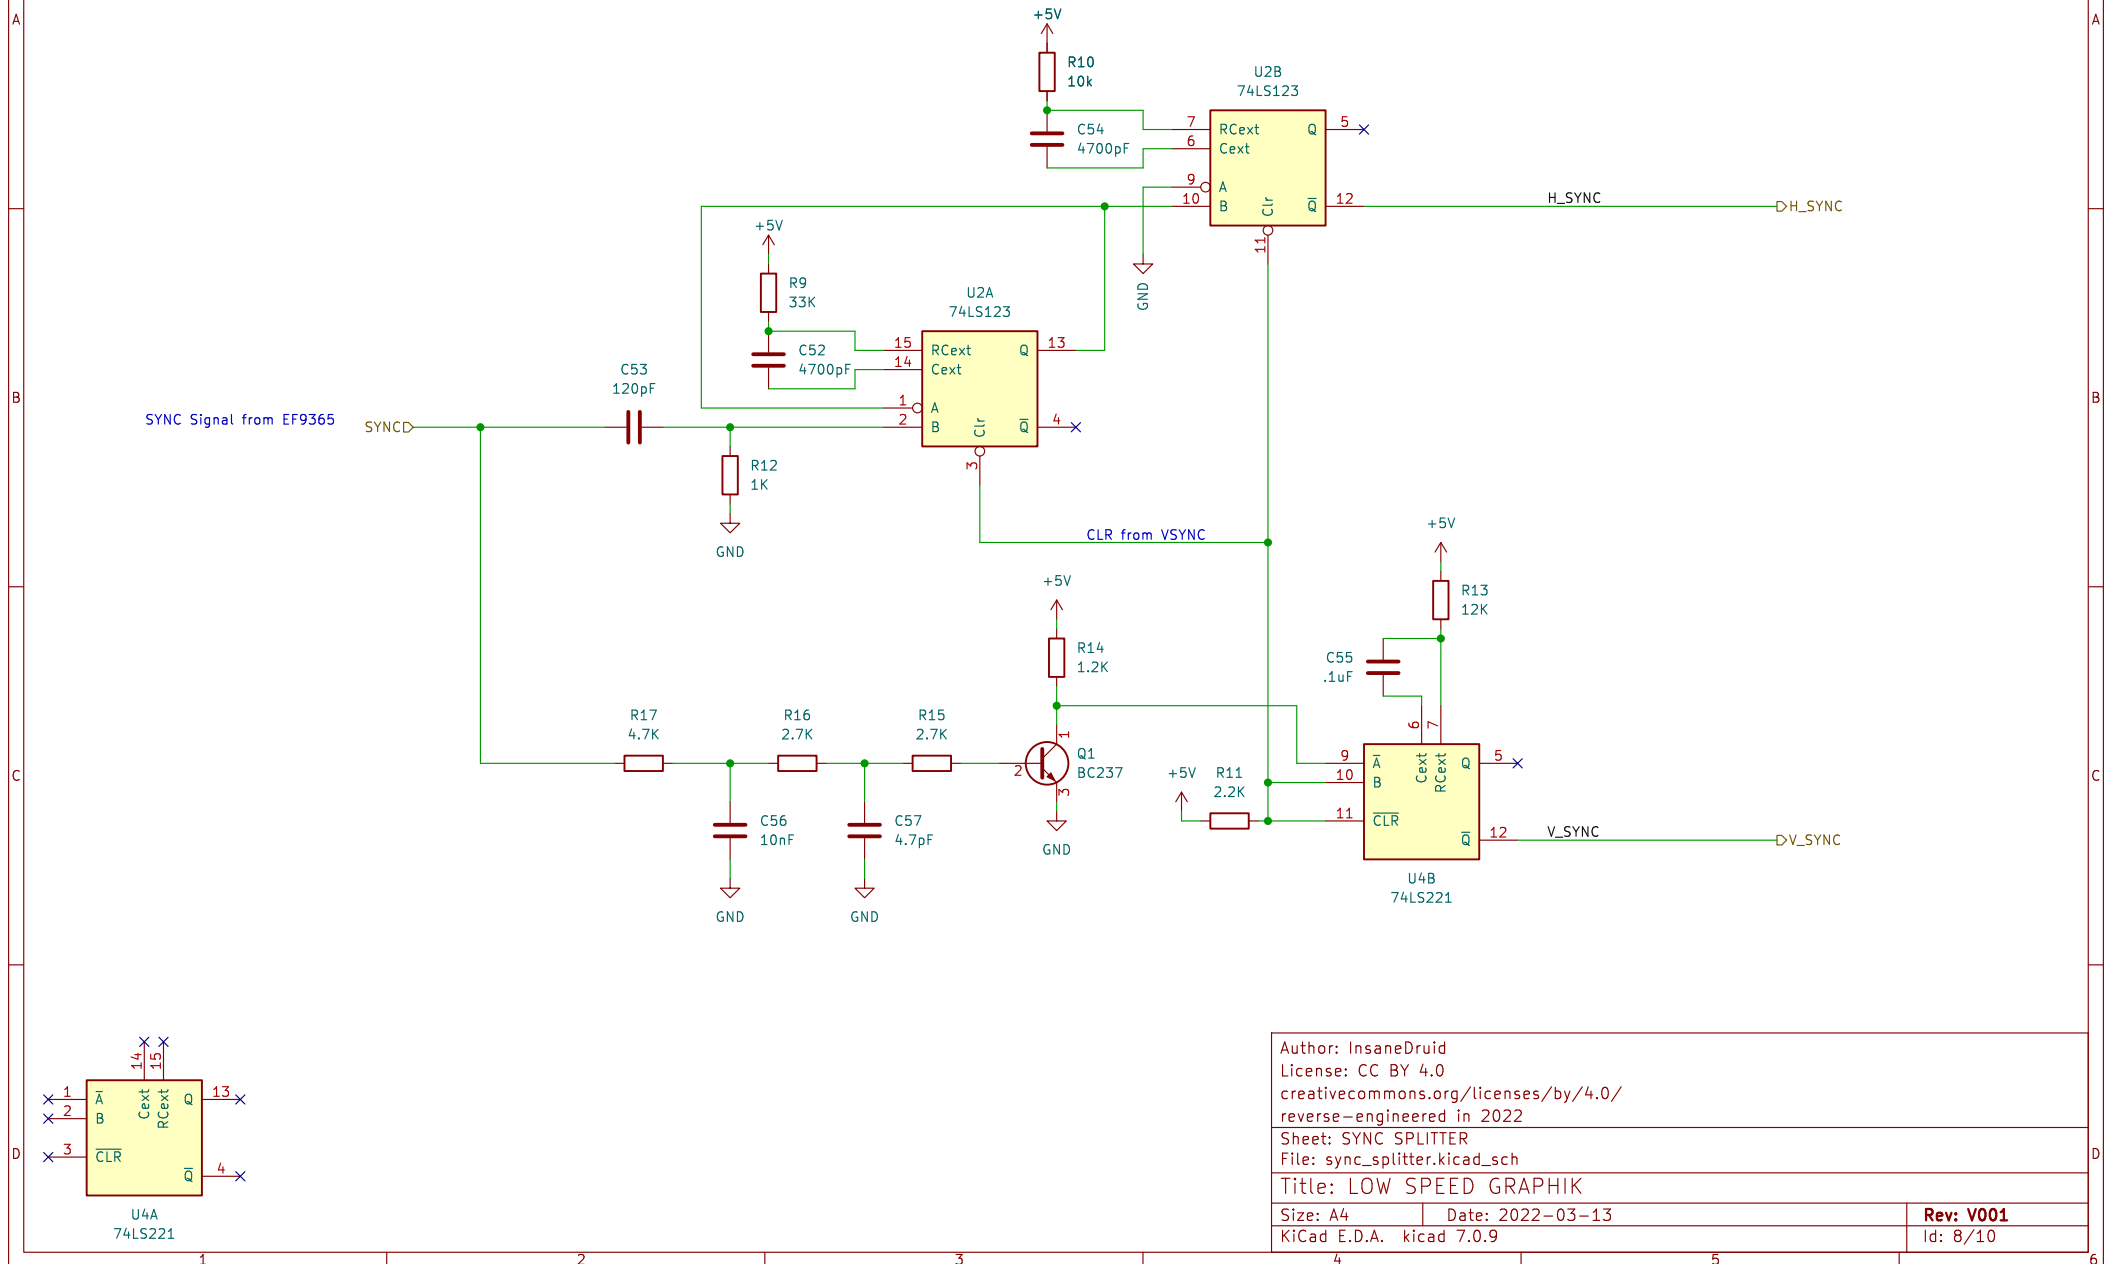 A
A
+5V
R10
10k
C54
4700pF
U2B
74LS123
7
RCext
6
Cext
9
A
10
B
Clr
11
Q
5
Q
12
H_SYNC
H_SYNC
GND
+5V
R9
33K
C52
4700pF
U2A
74LS123
15
RCext
14
Cext
1
A
2
B
Clr
3
Q
13
Q
4
C53
120pF
B
B
SYNC Signal from EF9365
SYNC
R12
1K
GND
CLR from VSYNC
+5V
R13
12K
C55
.1uF
+5V
R14
1.2K
R17
4.7K
R16
2.7K
R15
2.7K
1
2
3
Q1
BC237
GND
C56
10nF
GND
C57
4.7pF
GND
+5V
R11
2.2K
6
7
Cext
RCext
9
A
10
B
11
CLR
Q
5
Q
12
V_SYNC
V_SYNC
U4B
74LS221
C
C
14
15
Cext
RCext
1
A
2
B
3
CLR
Q
13
Q
4
U4A
74LS221
D
D
Author: InsaneDruid
License: CC BY 4.0
creativecommons.org/licenses/by/4.0/
reverse-engineered in 2022
Sheet: SYNC SPLITTER
File: sync_splitter.kicad_sch
Title: LOW SPEED GRAPHIK
Size: A4
Date: 2022-03-13
Rev: V001
KiCad E.D.A. kicad 7.0.9
Id: 8/10
1
2
3
4
5
6